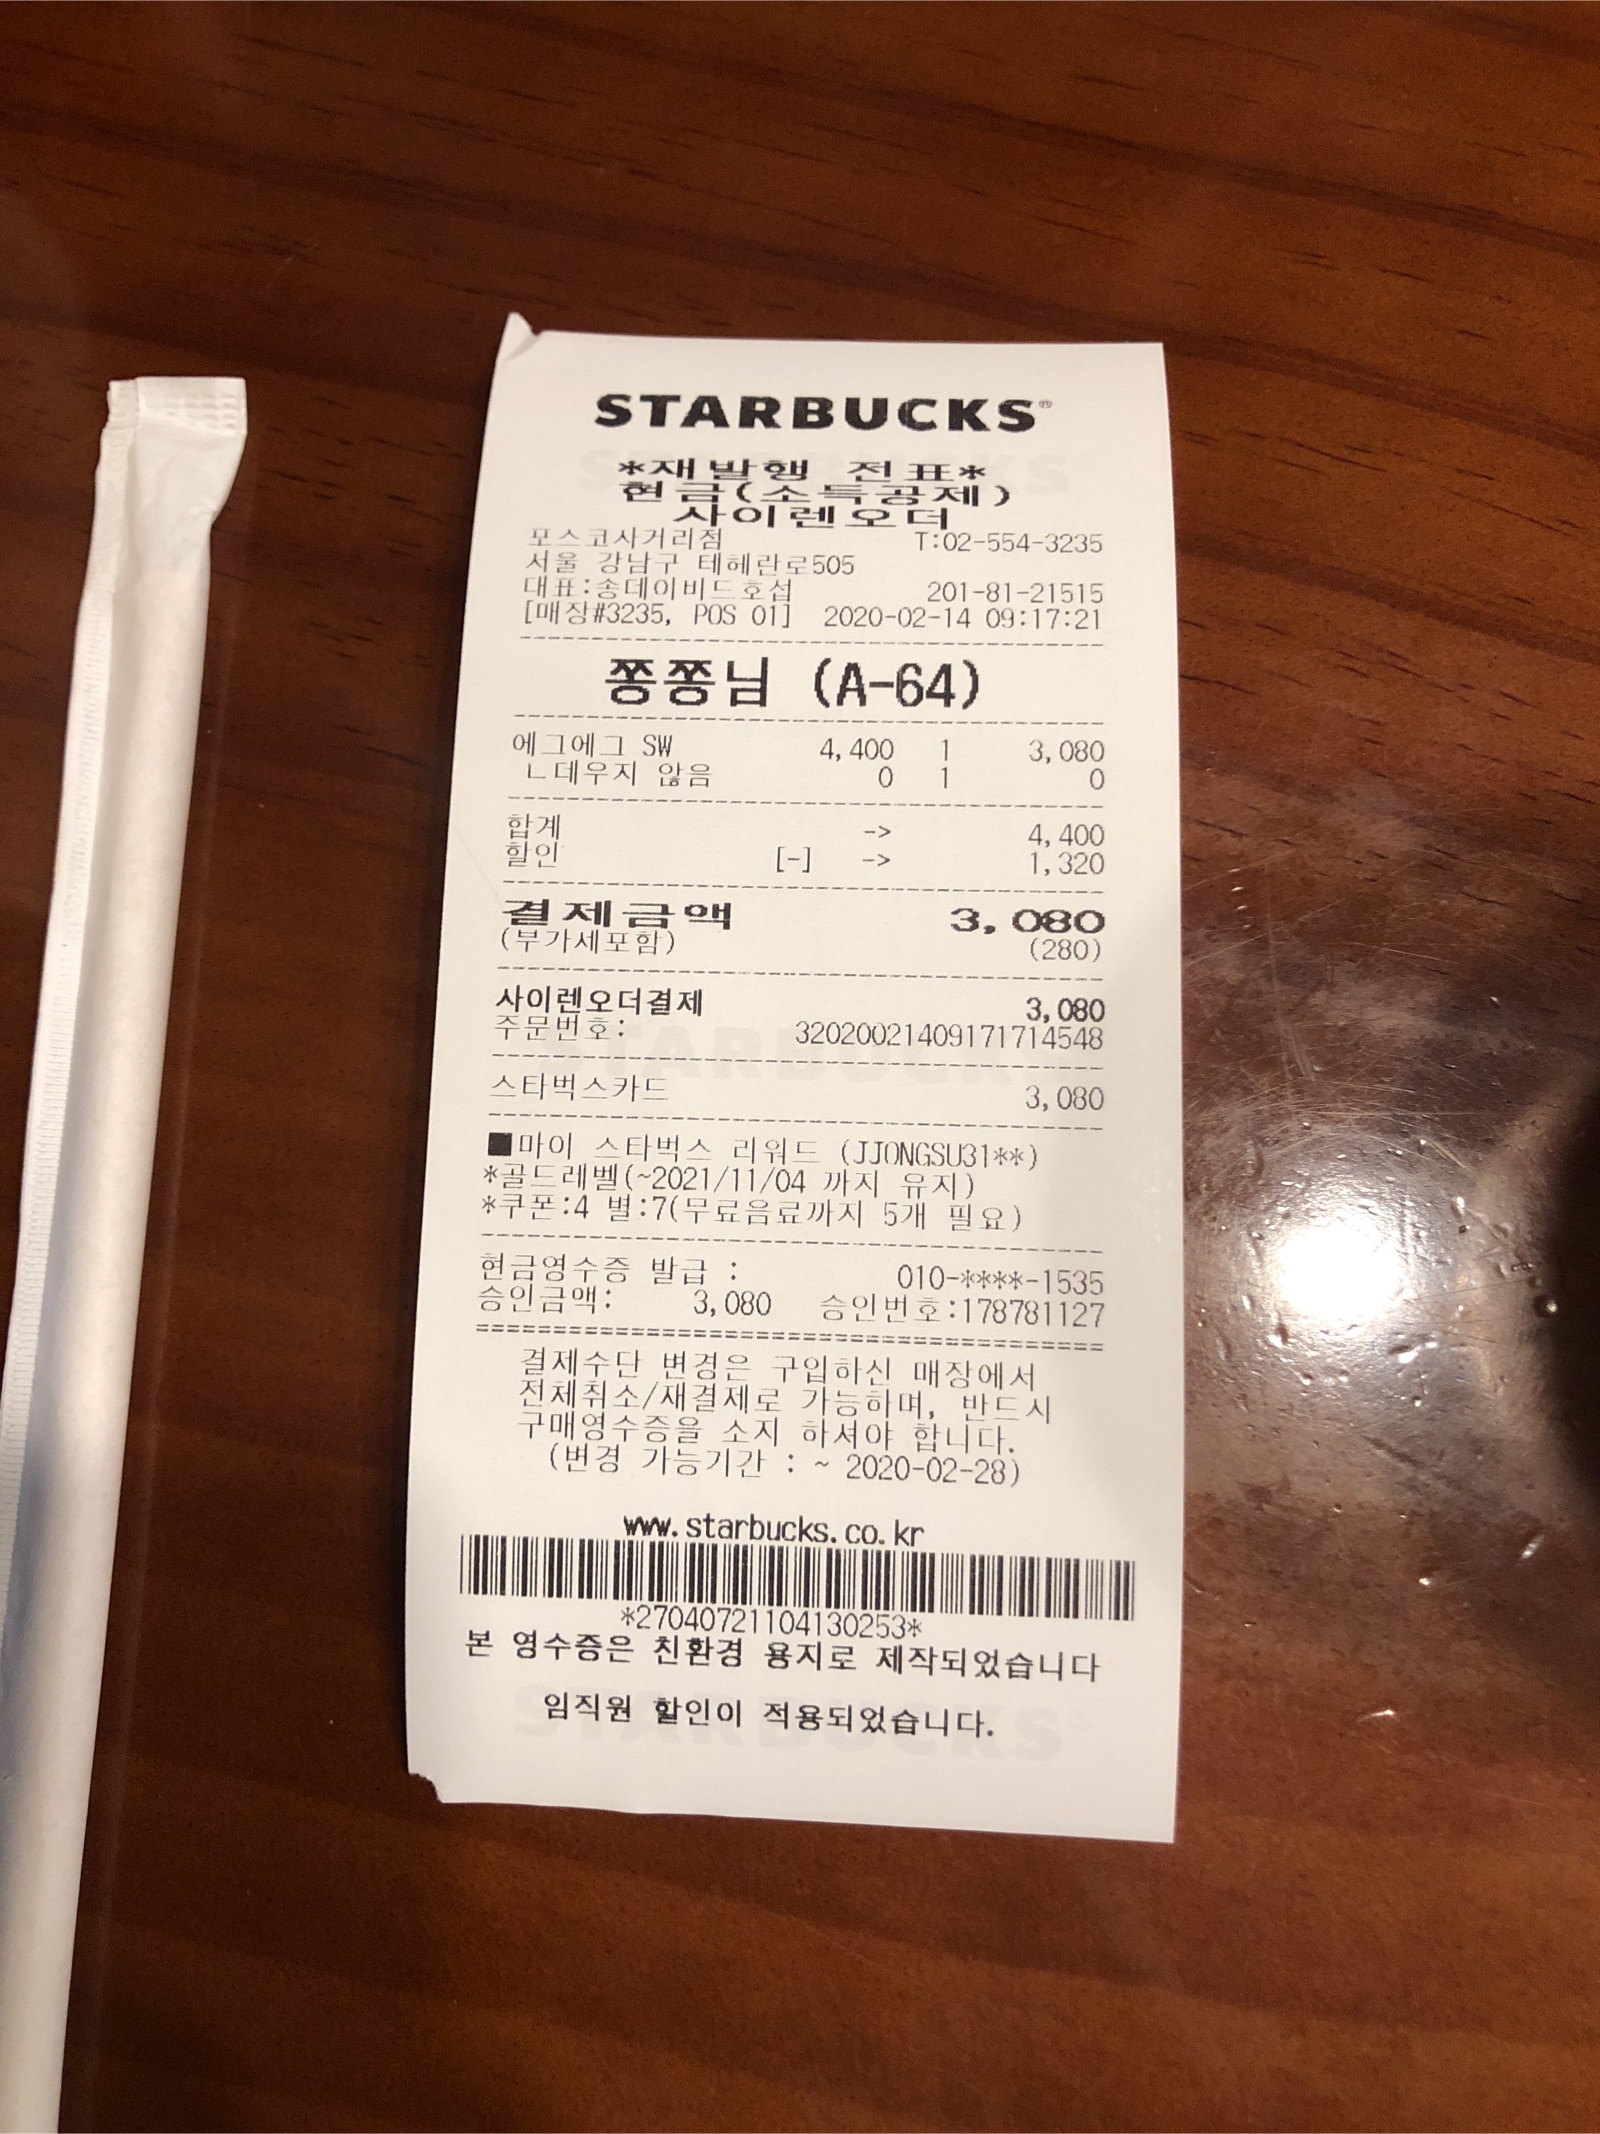 STARBUCKS®
*재발행 전표*
현금(소득공제)
사이렌오더
포스코사거리점 T:02-554-3235
서울 강남구 테헤란로505
대표:송데이비드호섭 201-81-21515
[매장#3235, POS 01] 2020-02-14 09:17:21
쫑쫑님 (A-64)
에그에그 SW 4,400 1 3,080
ㄴ데우지 않음 0 1 0
합계 -> 4,400
할인 [-] -> 1,320
결제금액 3,080
(부가세포함) (280)
사이렌오더결제 3,080
주문번호: 32020021409171714548
스타벅스카드 3,080
■마이 스타벅스 리워드 (JJONGSU31**)
*골드레벨(~2021/11/04 까지 유지)
*쿠폰:4 별:7(무료음료까지 5개 필요)
현금영수증 발급 : 010-****-1535
승인금액: 3,080 승인번호:178781127
결제수단 변경은 구입하신 매장에서
전체취소/재결제로 가능하며, 반드시
구매영수증을 소지 하셔야 합니다.
(변경 가능기간 : ~ 2020-02-28)
www.starbucks.co.kr
*27040721104130253*
본 영수증은 친환경 용지로 제작되었습니다
임직원 할인이 적용되었습니다.